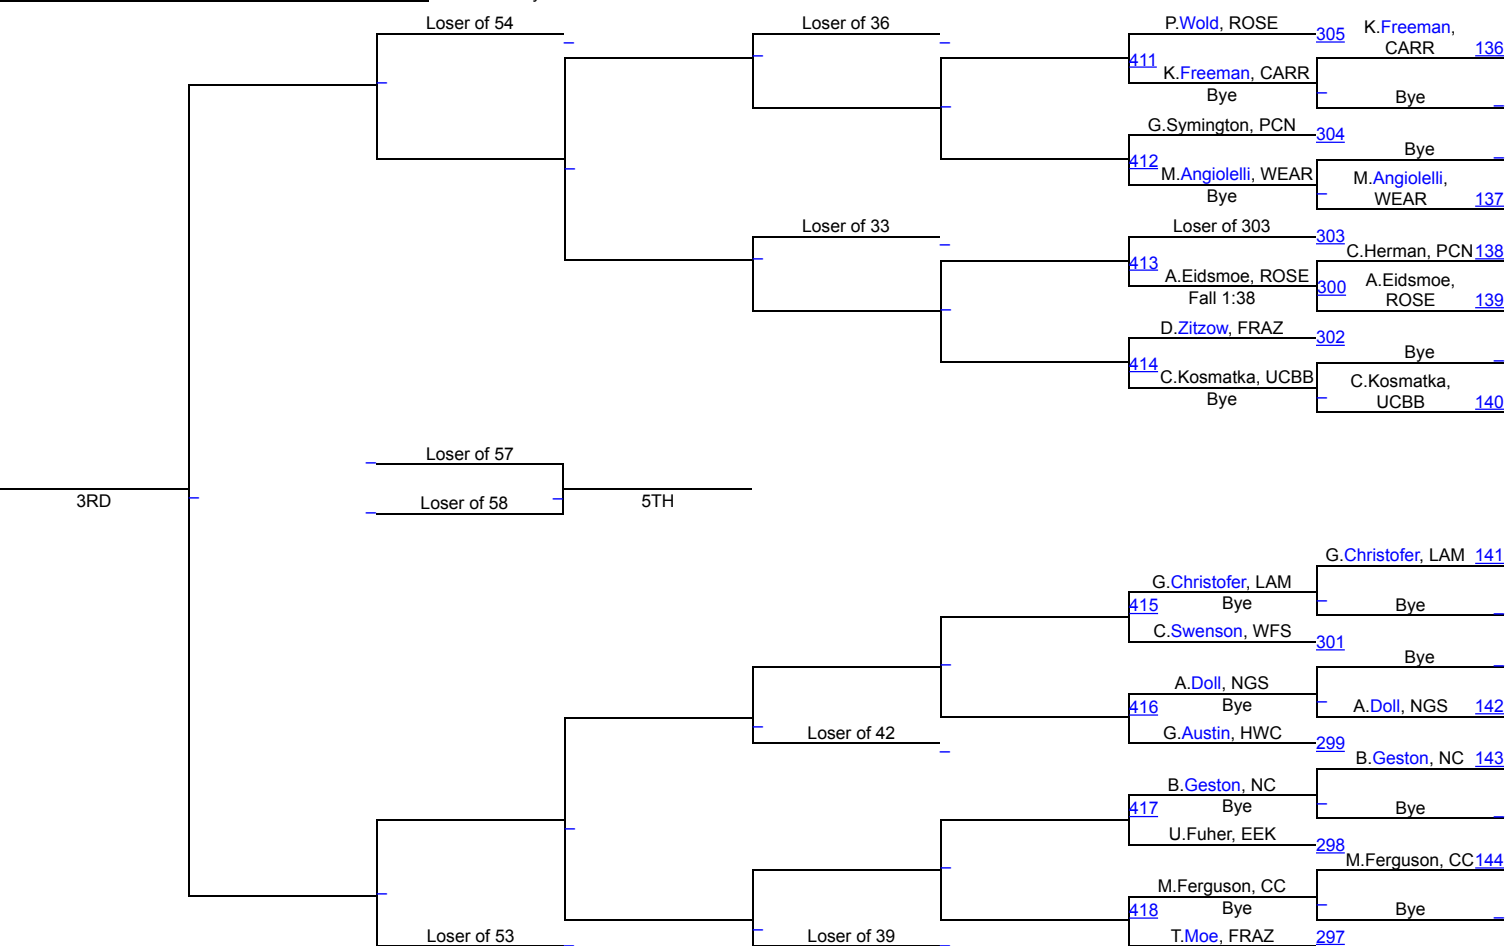 Loser of 54
Loser of 36
P.Wold, ROSE
305
K.Freeman,
CARR
136
411
K.Freeman, CARR
Bye
Bye
G.Symington, PCN
304
Bye
412
M.Angiolelli, WEAR
Bye
M.Angiolelli,
WEAR
137
Loser of 33
Loser of 303
303
C.Herman, PCN
138
413
A.Eidsmoe, ROSE
Fall 1:38
300
A.Eidsmoe,
ROSE
139
D.Zitzow, FRAZ
302
Bye
414
C.Kosmatka, UCBB
Bye
C.Kosmatka,
UCBB
140
Loser of 57
3RD
Loser of 58
5TH
G.Christofer, LAM
141
G.Christofer, LAM
415
Bye
Bye
C.Swenson, WFS
301
Bye
A.Doll, NGS
416
Bye
A.Doll, NGS
142
Loser of 42
G.Austin, HWC
299
B.Geston, NC
143
B.Geston, NC
417
Bye
Bye
U.Fuher, EEK
298
M.Ferguson, CC
144
M.Ferguson, CC
418
Bye
Bye
Loser of 53
Loser of 39
T.Moe, FRAZ
297